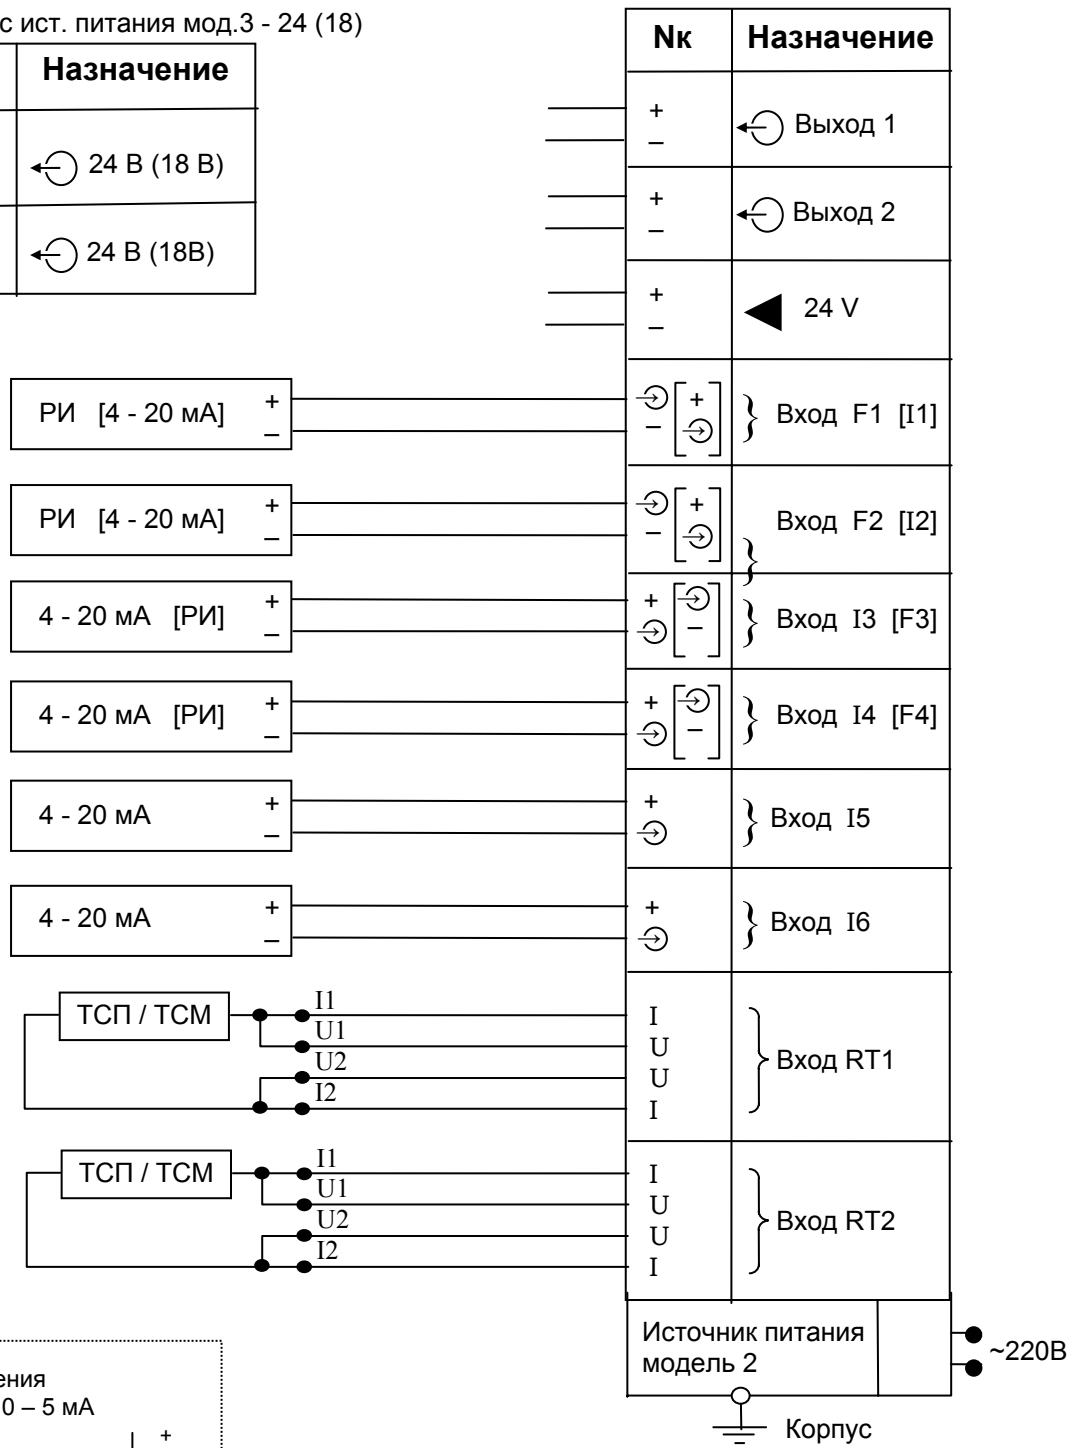 с ист. питания мод.3 - 24 (18)
Назначение
24 В (18 В)
24 В (18В)
Nк Назначение
+ Выход 1
–
+ Выход 2
–
+ 24 V
–
РИ [4 - 20 мА] + [+] Вход F1 [I1]
– –
РИ [4 - 20 мА] + [+] Вход F2 [I2]
– –
4 - 20 мА [РИ] + + Вход I3 [F3]
– [–]
4 - 20 мА [РИ] + + Вход I4 [F4]
– [–]
4 - 20 мА + + Вход I5
–
4 - 20 мА + + Вход I6
–
ТСП / ТСМ I1 I
U1 U
Вход RT1
U2 U
I2 I
ТСП / ТСМ I1 I
U1 U
Вход RT2
U2 U
I2 I
Источник питания
модель 2
~220В
Корпус
ения
0 – 5 мА
+